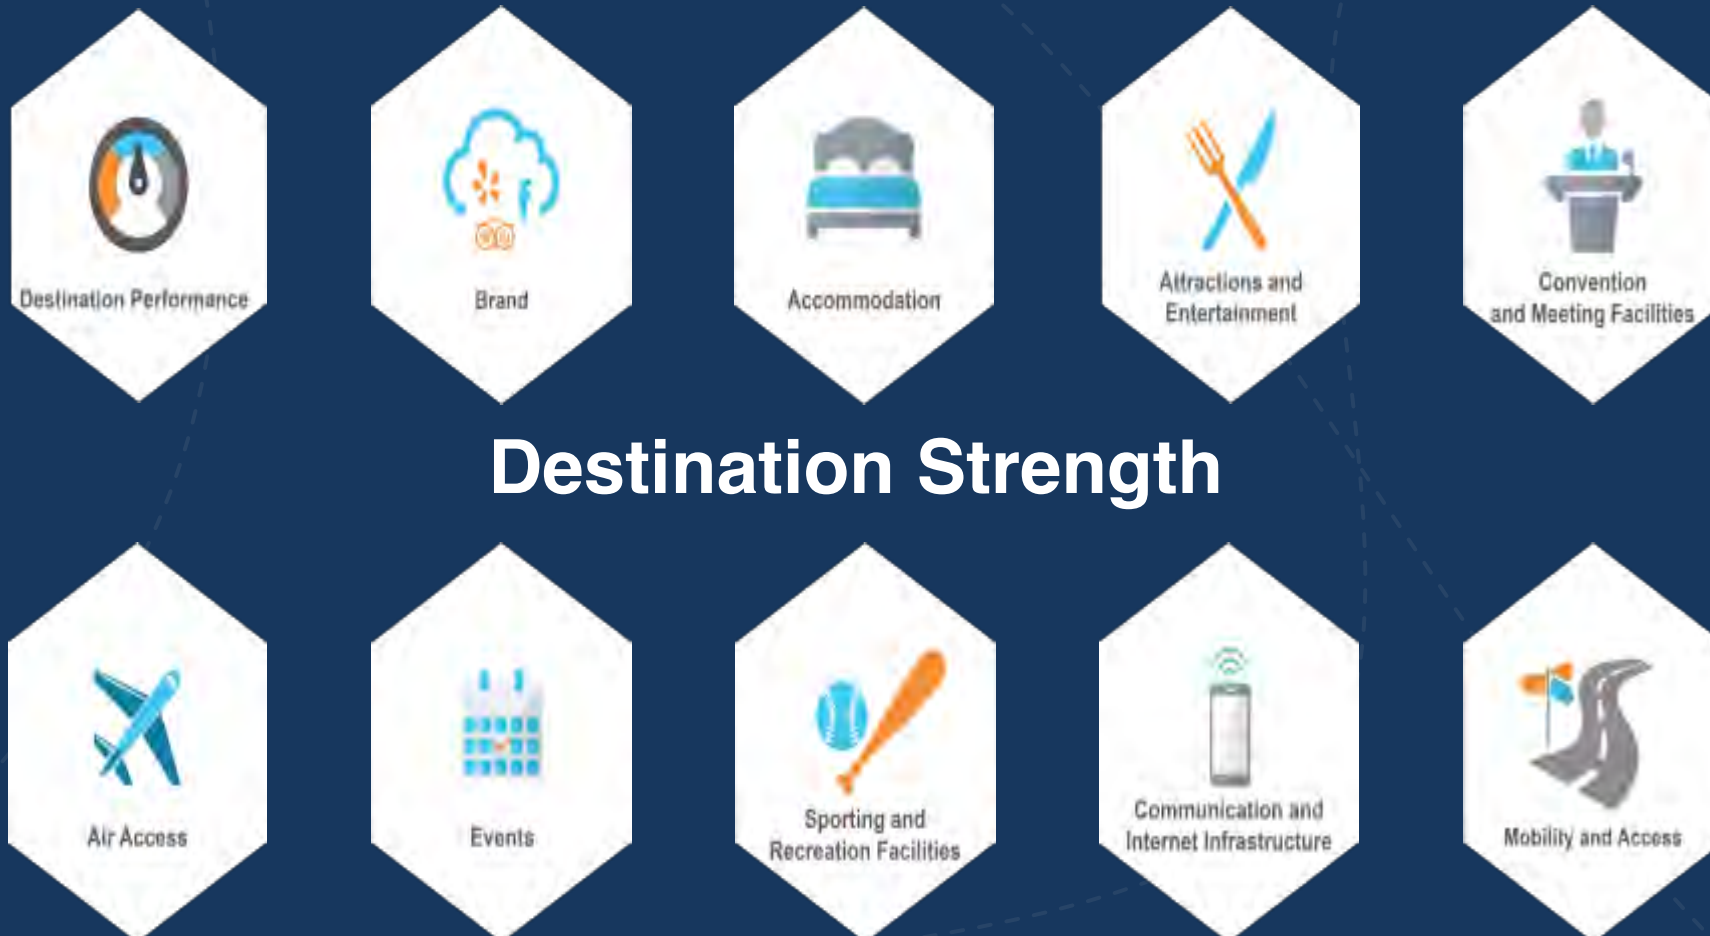 Destination Performance
Brand
Accommodation
Attractions and
Entertainment
Convention
and Meeting Facilities
Destination Strength
Air Access
Events
Sporting and
Recreation Facilities
Communication and
Internet Infrastructure
Mobility and Access